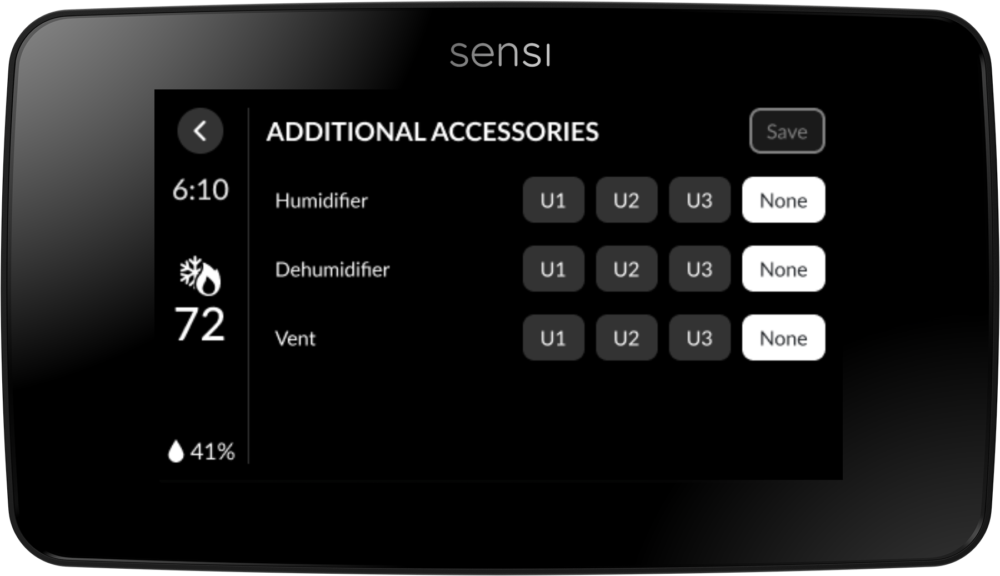 sensi
ADDITIONAL ACCESSORIES Save
6:10
Humidifier U1 U2 U3 None
Dehumidifier U1 U2 U3 None
72
Vent U1 U2 U3 None
41%